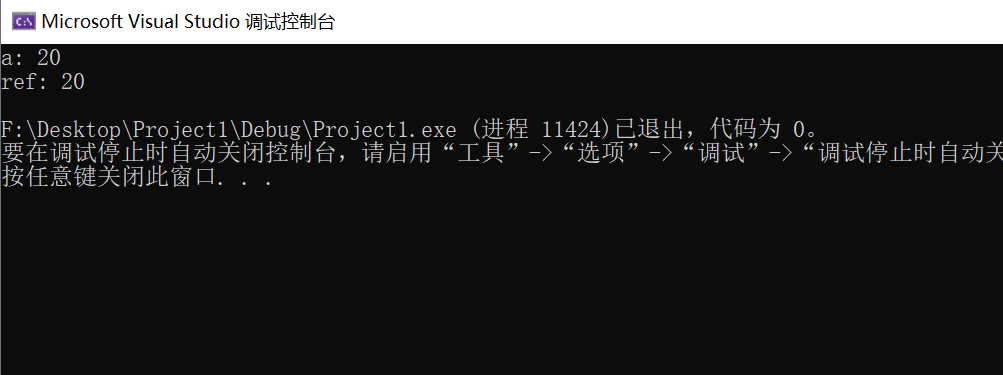 Microsoft Visual Studio 调试控制台
a: 20
ref: 20
F:\Desktop\Project1\Debug\Project1.exe (进程 11424)已退出，代码为 0。
要在调试停止时自动关闭控制台，请启用“工具”->“选项”->“调试”->“调试停止时自动关
按任意键关闭此窗口. . .